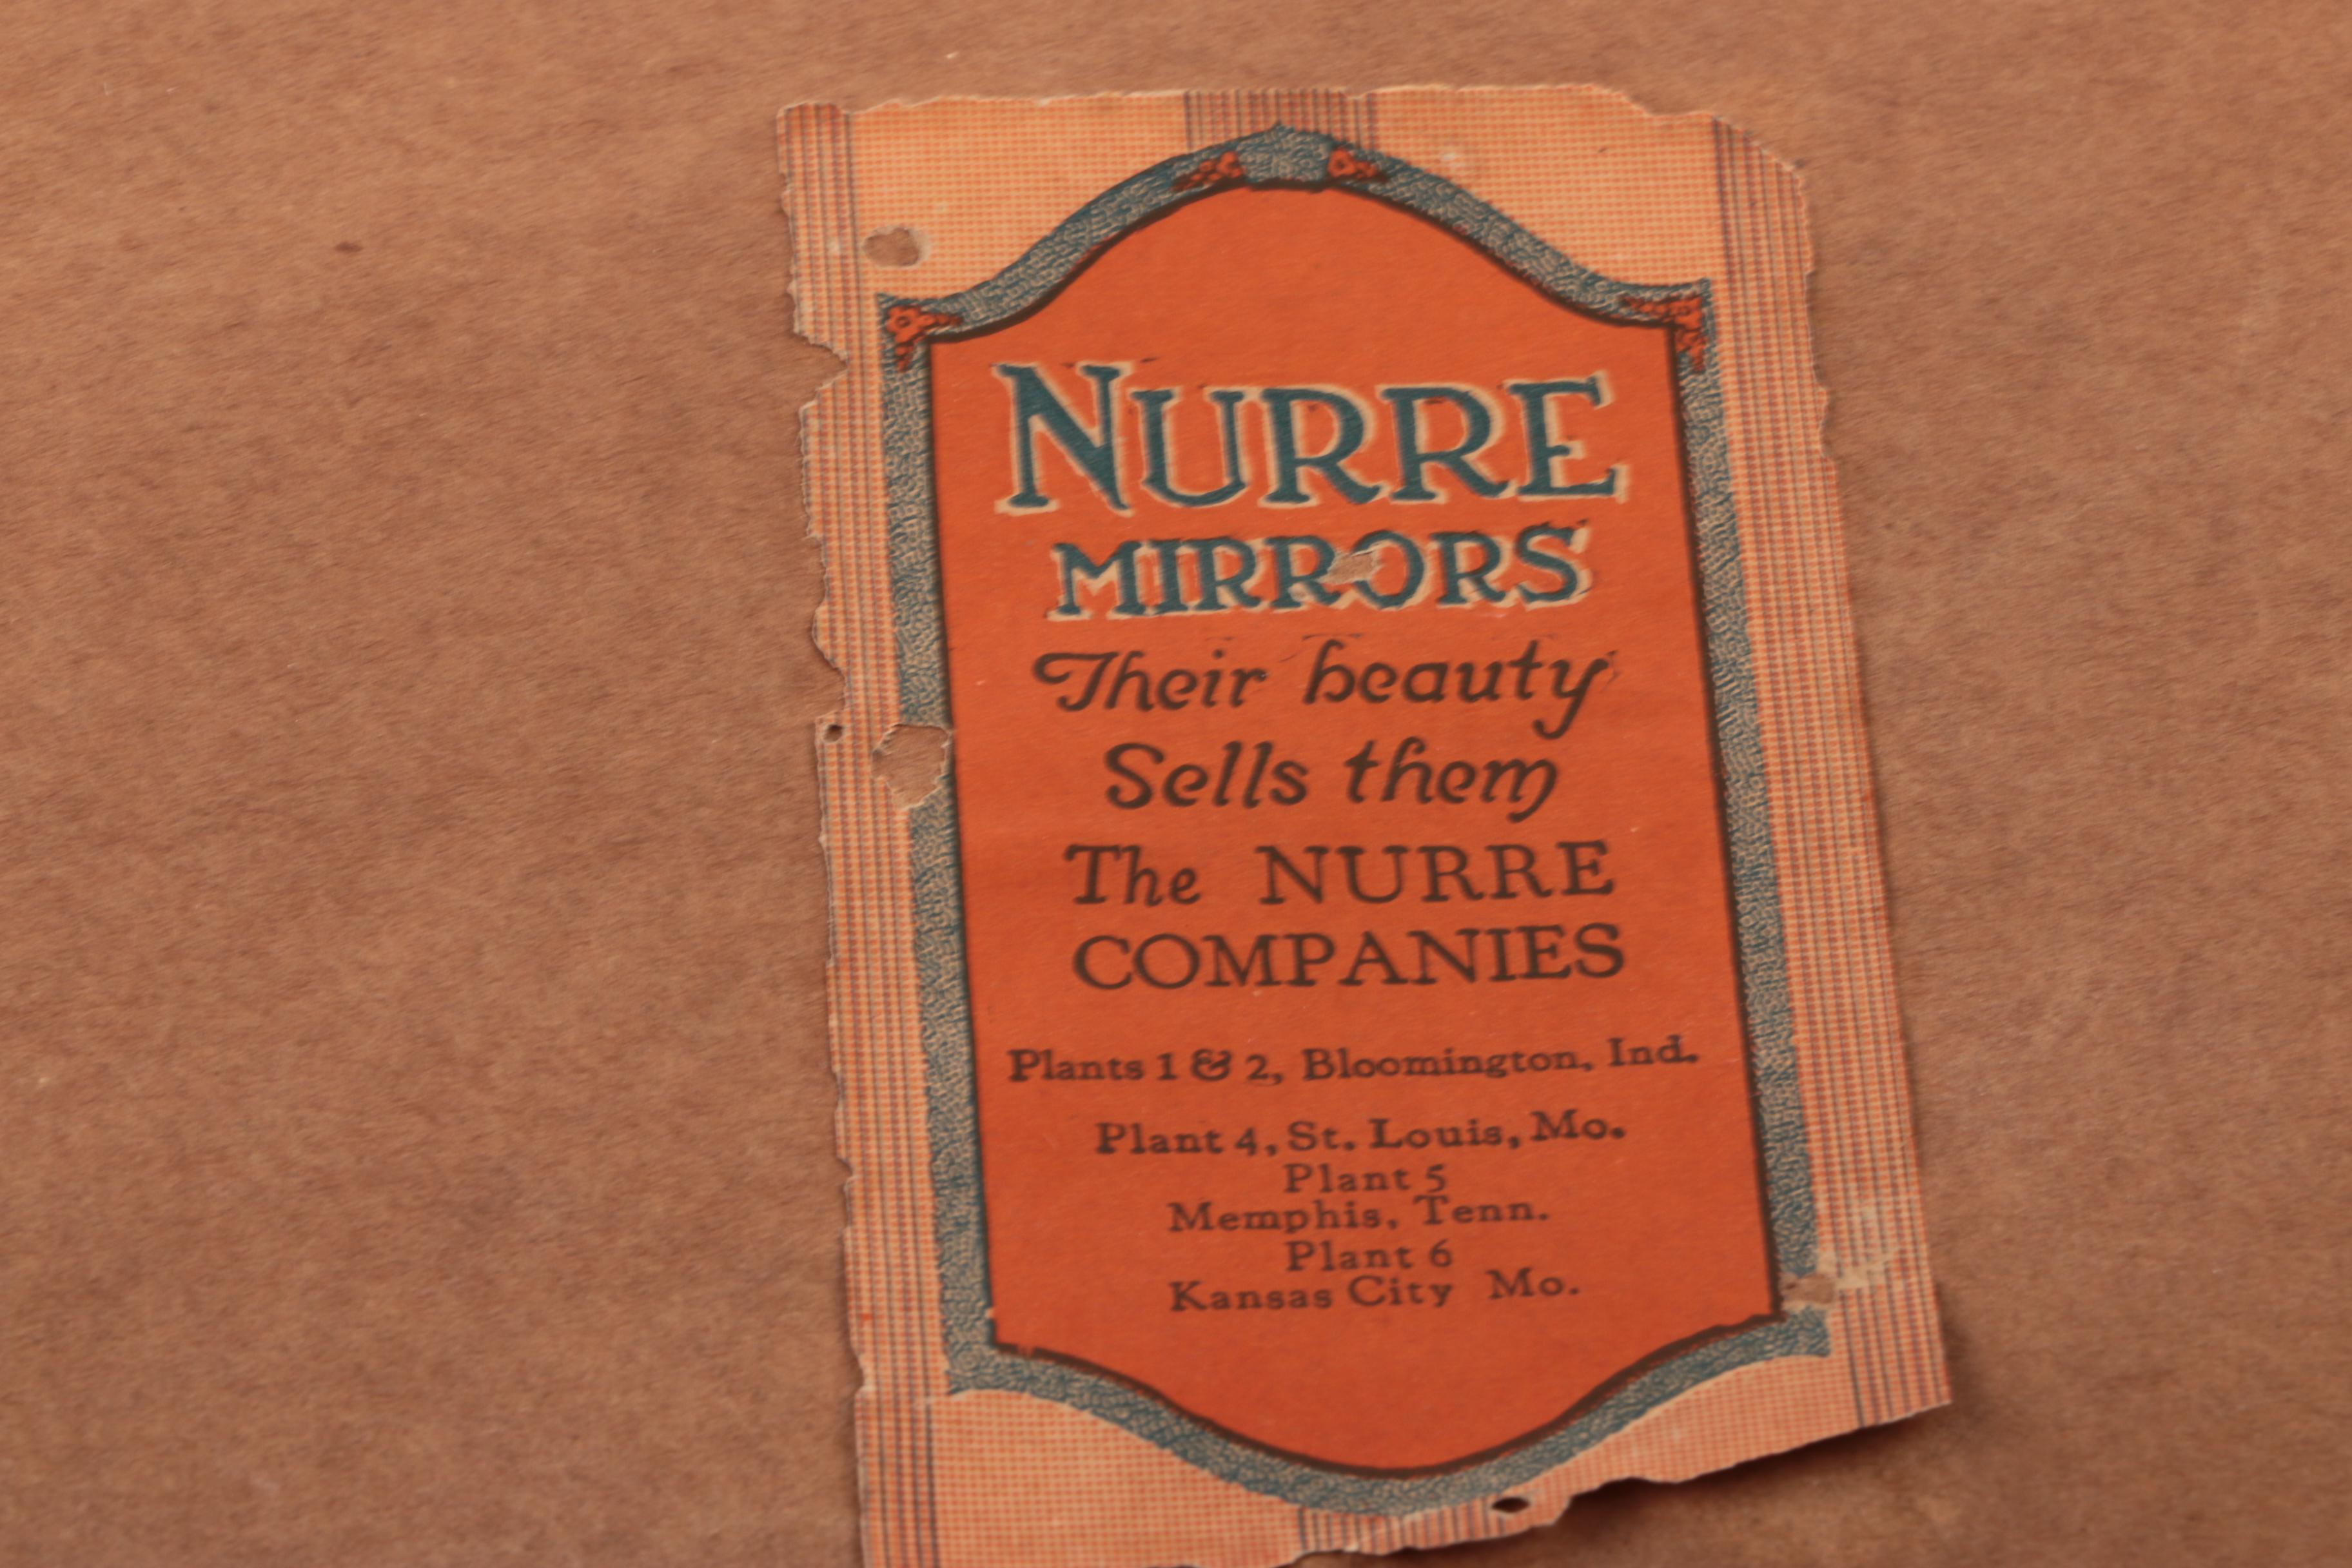 NURRE
MIRRORS
Their beauty
Sells them
The NURRE
COMPANIES
Plants 1 & 2, Bloomington, Ind.
Plant 4, St. Louis, Mo.
Plant 5
Memphis, Tenn.
Plant 6
Kansas City Mo.